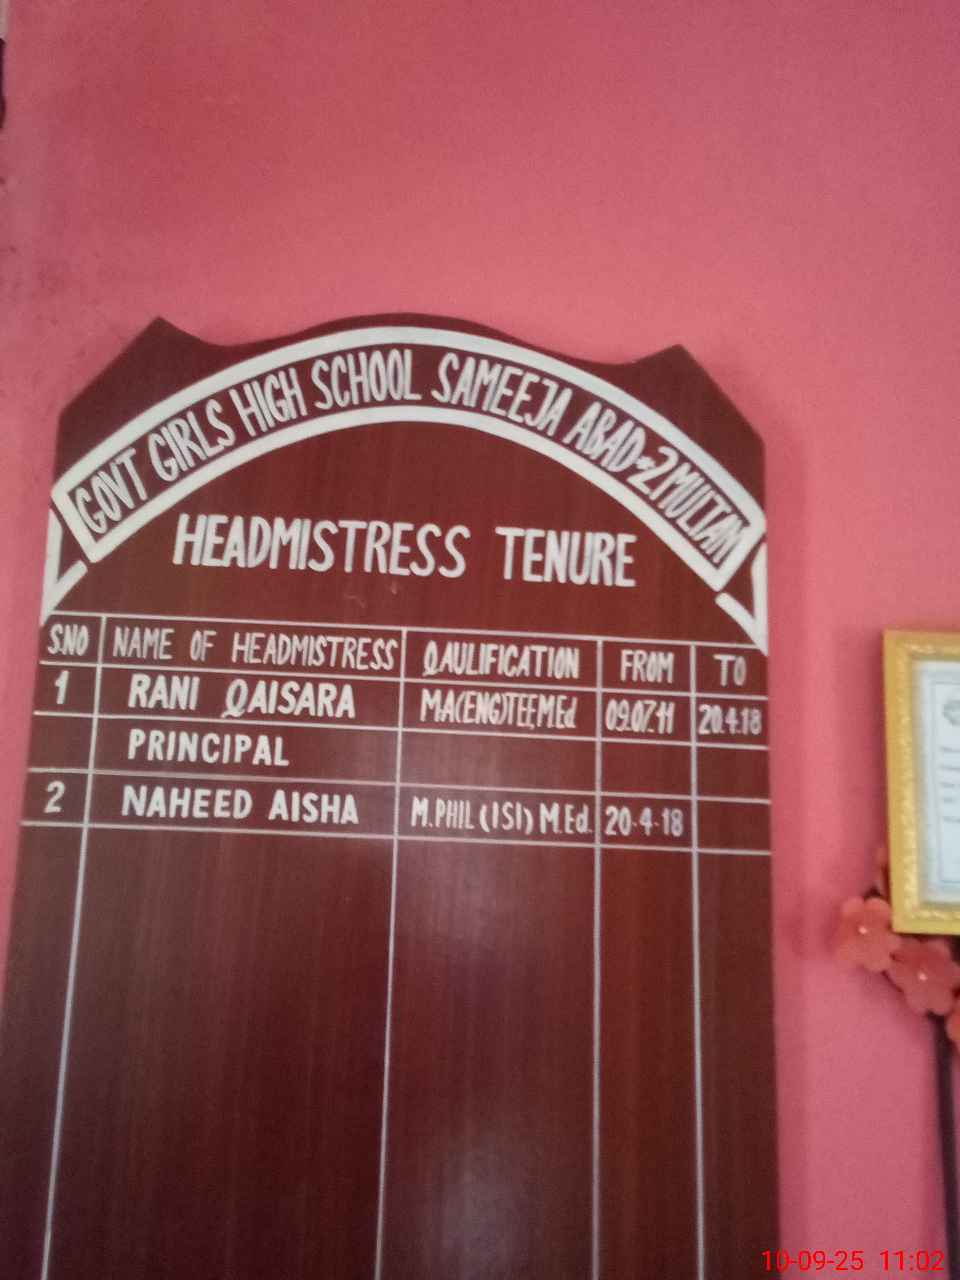 GOVT GIRLS HIGH SCHOOL SAMEEJA ABAD #2 MULTAN
HEADMISTRESS TENURE
S.NO NAME OF HEADMISTRESS QAULIFICATION FROM TO
1 RANI QAISARA MA(ENG)TEE,M.Ed 09.07.11 20.4.18
PRINCIPAL
2 NAHEED AISHA M.PHIL (ISI) M.Ed. 20-4-18
10-09-25 11:02